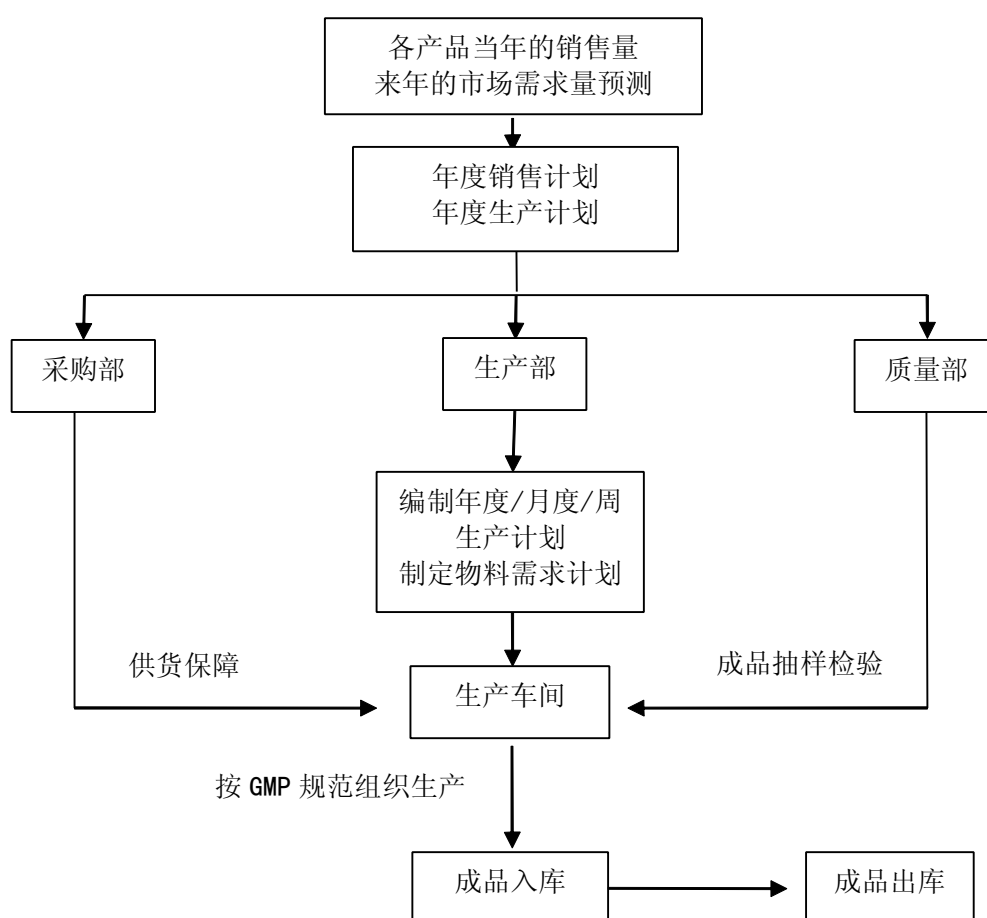 各产品当年的销售量
来年的市场需求量预测
年度销售计划
年度生产计划
采购部
生产部
质量部
编制年度/月度/周
生产计划
制定物料需求计划
供货保障
成品抽样检验
生产车间
按 GMP 规范组织生产
成品入库
成品出库